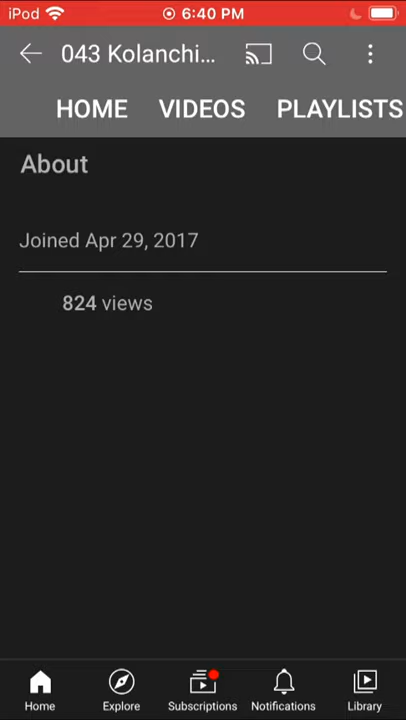 iPod 6:40 PM
043 Kolanchi...
HOME VIDEOS PLAYLISTS
About
Joined Apr 29, 2017
824 views
Home Explore Subscriptions Notifications Library